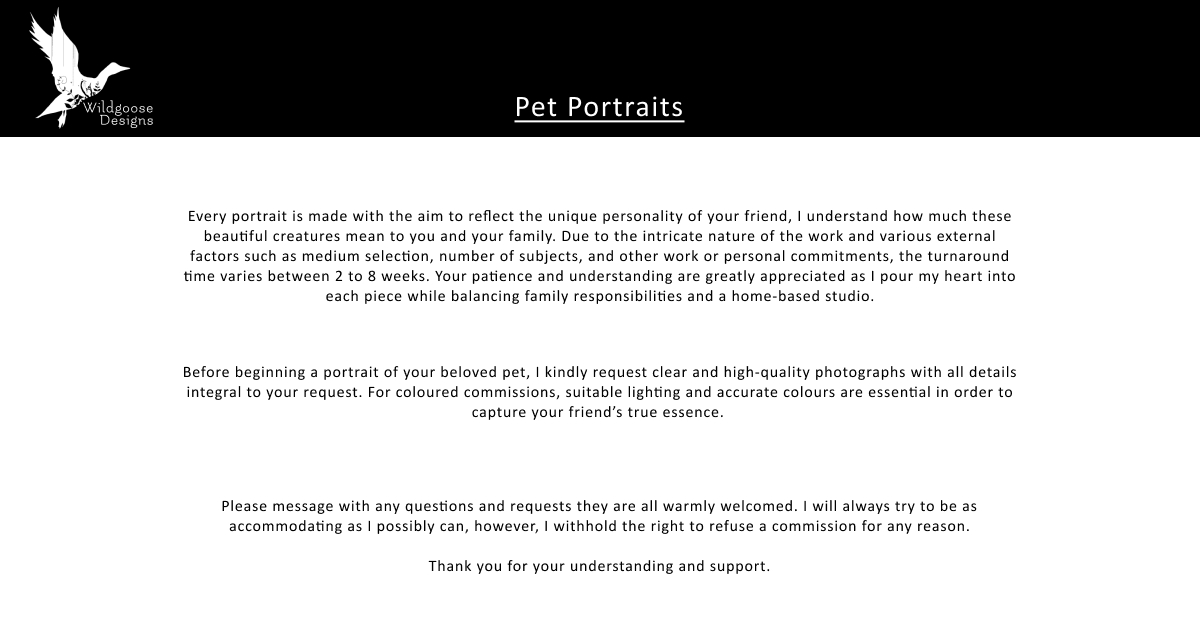 Wildgoose
Designs
Pet Portraits
Every portrait is made with the aim to reflect the unique personality of your friend, I understand how much these
beautiful creatures mean to you and your family. Due to the intricate nature of the work and various external
factors such as medium selection, number of subjects, and other work or personal commitments, the turnaround
time varies between 2 to 8 weeks. Your patience and understanding are greatly appreciated as I pour my heart into
each piece while balancing family responsibilities and a home-based studio.
Before beginning a portrait of your beloved pet, I kindly request clear and high-quality photographs with all details
integral to your request. For coloured commissions, suitable lighting and accurate colours are essential in order to
capture your friend’s true essence.
Please message with any questions and requests they are all warmly welcomed. I will always try to be as
accommodating as I possibly can, however, I withhold the right to refuse a commission for any reason.
Thank you for your understanding and support.